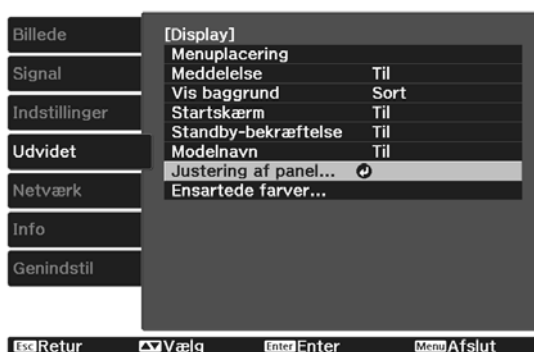 Billede
Signal
Indstillinger
Udvidet
Netværk
Info
Genindstil
[Display]
Menuplacering
Meddelelse Til
Vis baggrund Sort
Startskærm Til
Standby-bekræftelse Til
Modelnavn Til
Justering af panel...
Ensartede farver...
Esc Retur Vælg Enter Enter Menu Afslut